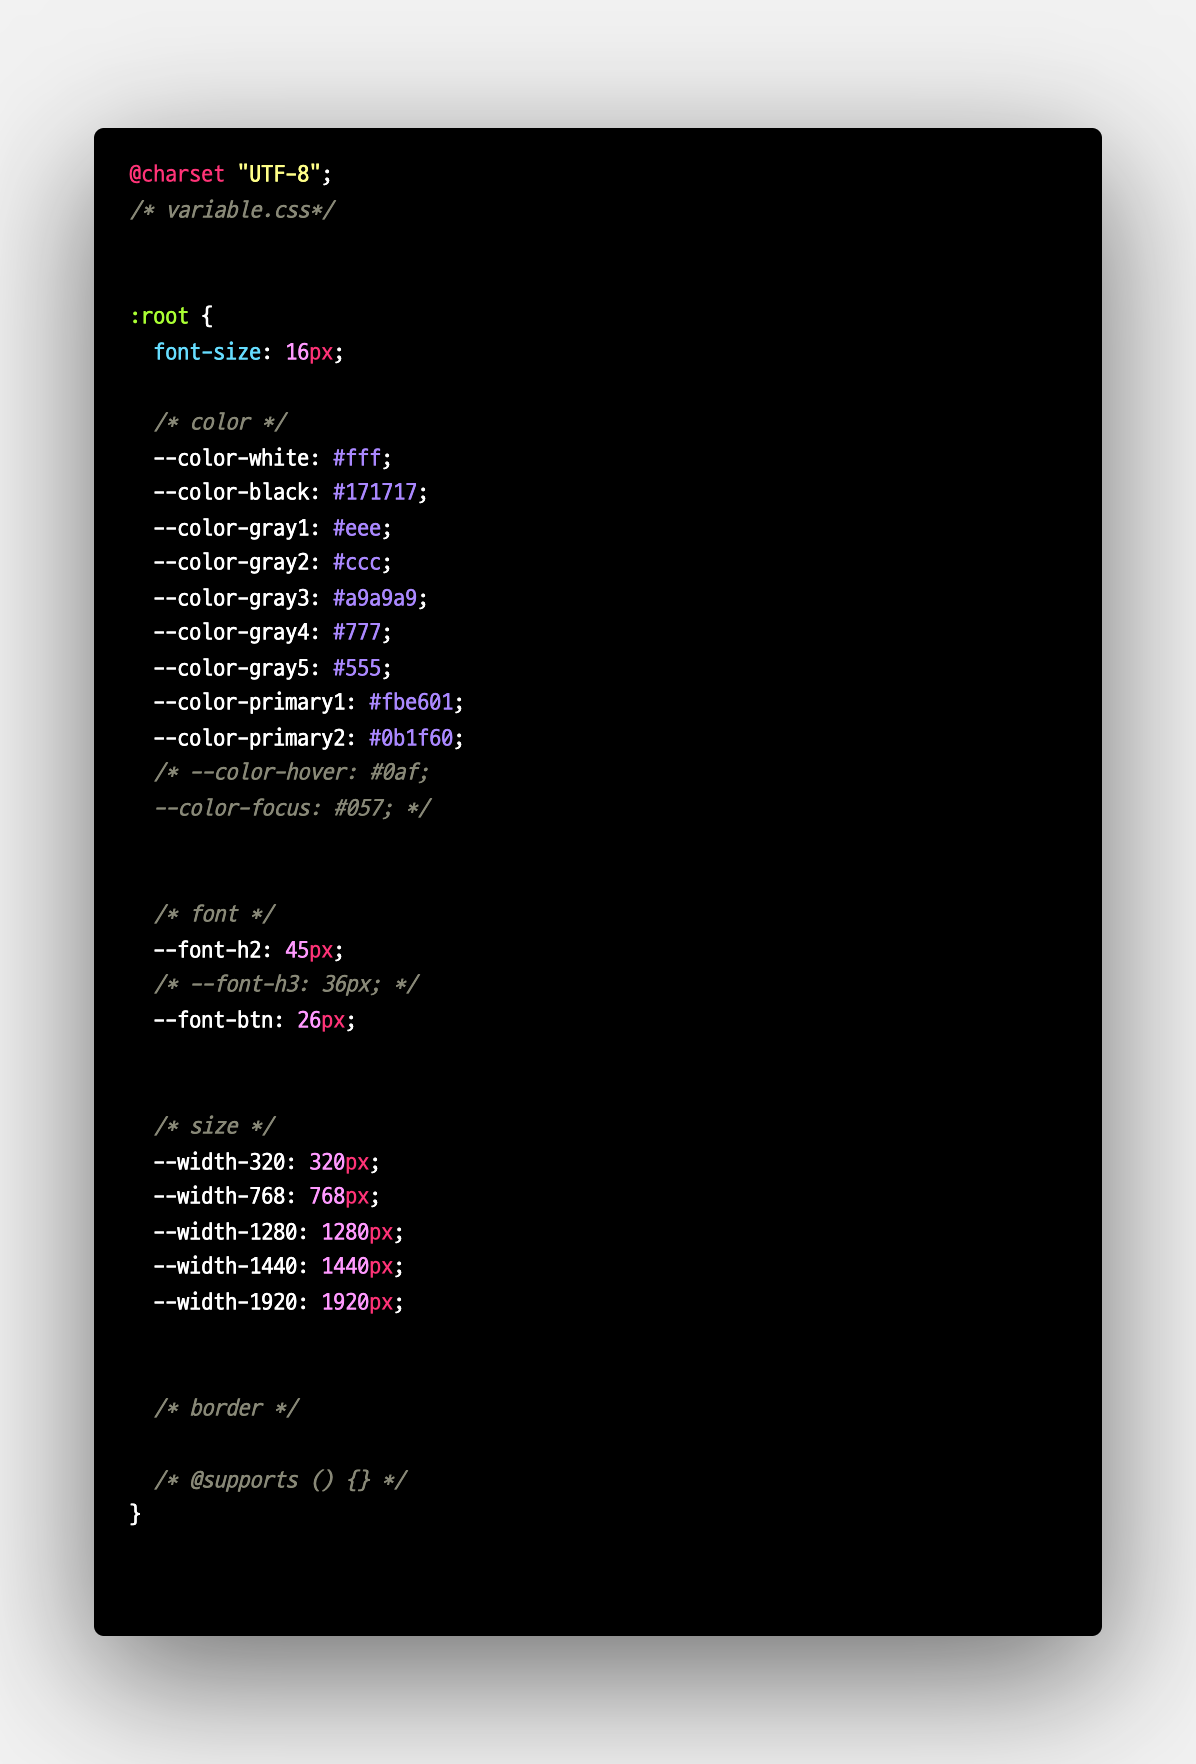 @charset "UTF-8";
/* variable.css*/
:root {
  font-size: 16px;
  /* color */
  --color-white: #fff;
  --color-black: #171717;
  --color-gray1: #eee;
  --color-gray2: #ccc;
  --color-gray3: #a9a9a9;
  --color-gray4: #777;
  --color-gray5: #555;
  --color-primary1: #fbe601;
  --color-primary2: #0b1f60;
  /* --color-hover: #0af;
  --color-focus: #057; */
  /* font */
  --font-h2: 45px;
  /* --font-h3: 36px; */
  --font-btn: 26px;
  /* size */
  --width-320: 320px;
  --width-768: 768px;
  --width-1280: 1280px;
  --width-1440: 1440px;
  --width-1920: 1920px;
  /* border */
  /* @supports () {} */
}